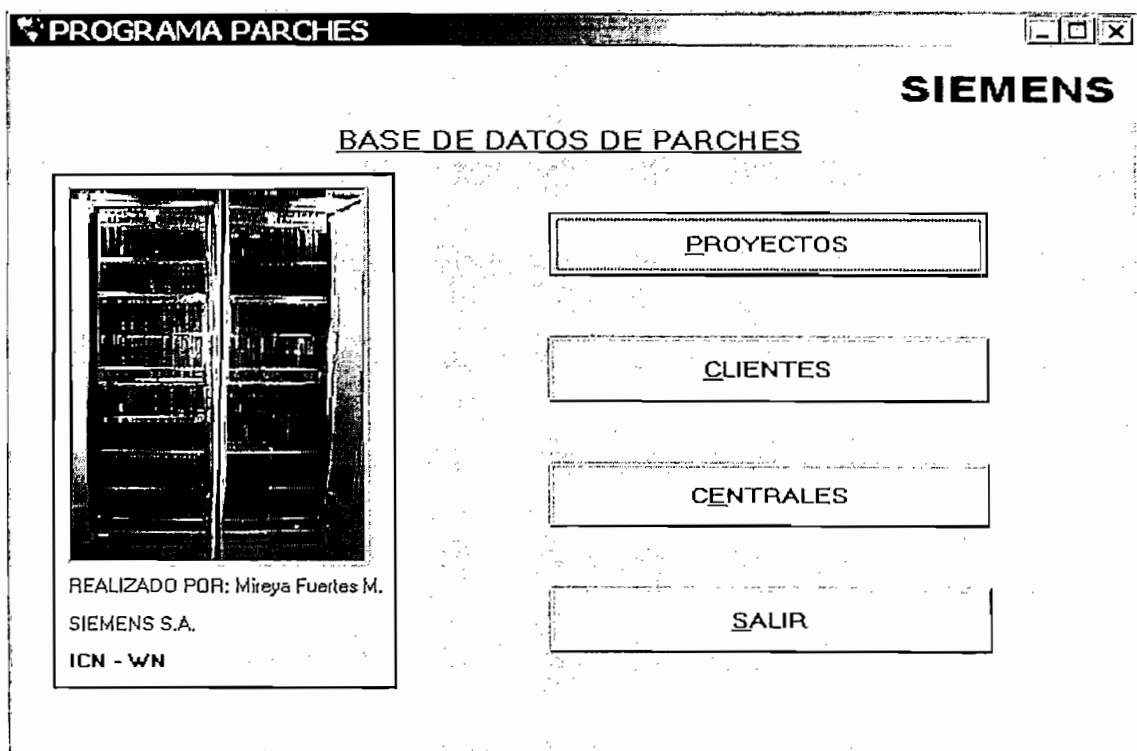 PROGRAMA PARCHES
SIEMENS
BASE DE DATOS DE PARCHES
PROYECTOS
CLIENTES
CENTRALES
SALIR
REALIZADO POR: Mireya Fuertes M.
SIEMENS S.A.
ICN - WN